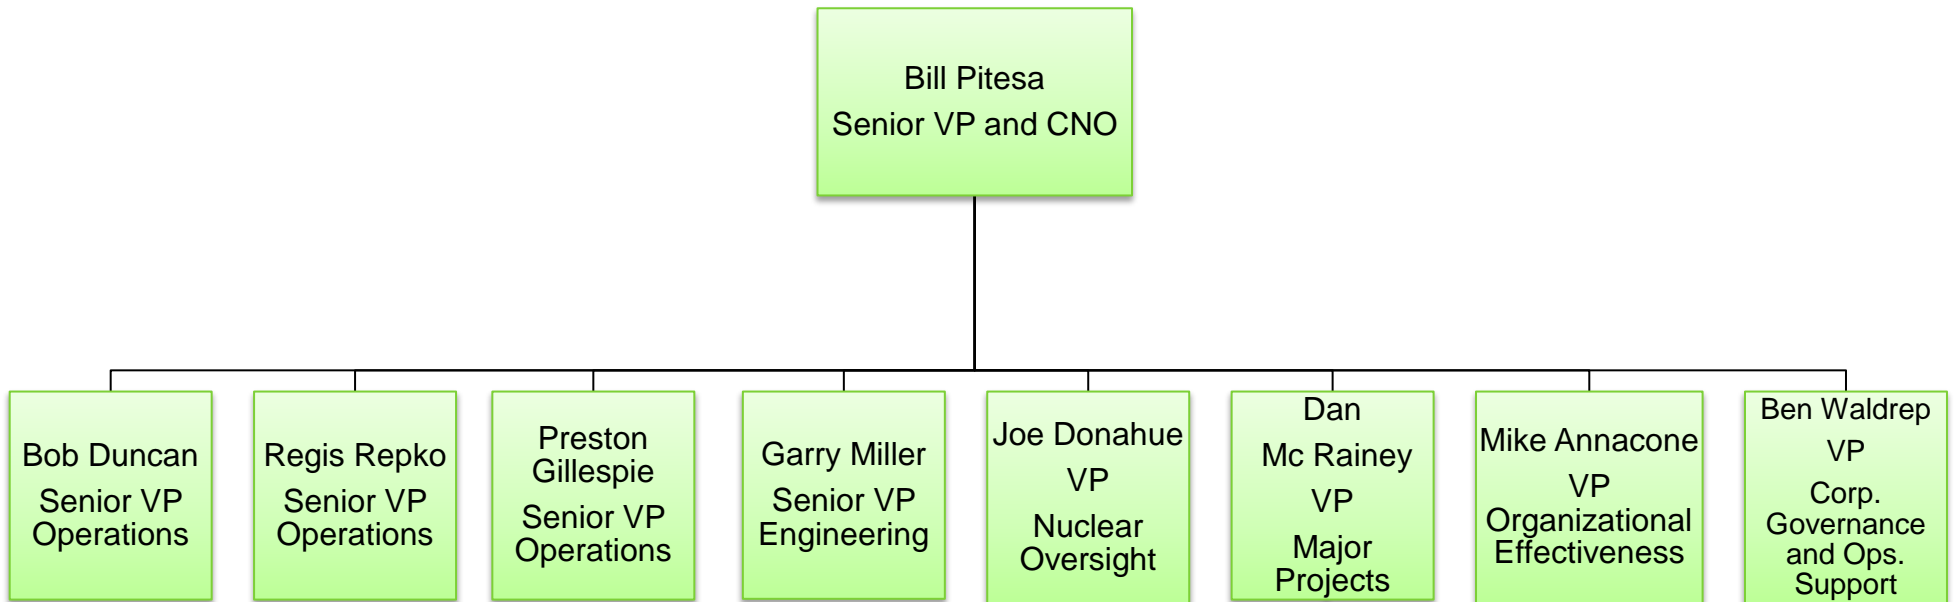 Bill Pitesa
Senior VP and CNO
Bob Duncan
Senior VP
Operations
Regis Repko
Senior VP
Operations
Preston
Gillespie
Senior VP
Operations
Garry Miller
Senior VP
Engineering
Joe Donahue
VP
Nuclear
Oversight
Dan
Mc Rainey
VP
Major
Projects
Mike Annacone
VP
Organizational
Effectiveness
Ben Waldrep
VP
Corp.
Governance
and Ops.
Support